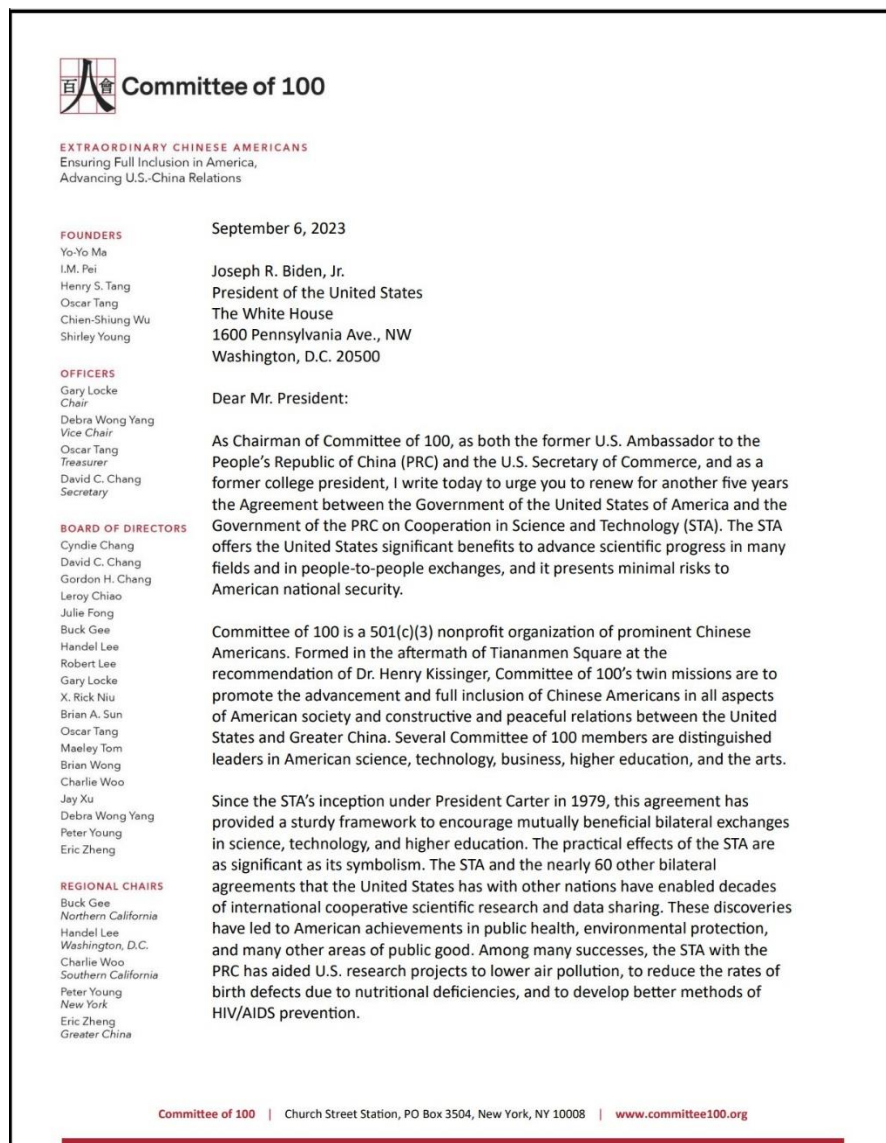 百人會 Committee of 100
EXTRAORDINARY CHINESE AMERICANS
Ensuring Full Inclusion in America,
Advancing U.S.-China Relations
FOUNDERS
Yo-Yo Ma
I.M. Pei
Henry S. Tang
Oscar Tang
Chien-Shiung Wu
Shirley Young
OFFICERS
Gary Locke
Chair
Debra Wong Yang
Vice Chair
Oscar Tang
Treasurer
David C. Chang
Secretary
BOARD OF DIRECTORS
Cyndie Chang
David C. Chang
Gordon H. Chang
Leroy Chiao
Julie Fong
Buck Gee
Handel Lee
Robert Lee
Gary Locke
X. Rick Niu
Brian A. Sun
Oscar Tang
Maeley Tom
Brian Wong
Charlie Woo
Jay Xu
Debra Wong Yang
Peter Young
Eric Zheng
REGIONAL CHAIRS
Buck Gee
Northern California
Handel Lee
Washington, D.C.
Charlie Woo
Southern California
Peter Young
New York
Eric Zheng
Greater China
September 6, 2023
Joseph R. Biden, Jr.
President of the United States
The White House
1600 Pennsylvania Ave., NW
Washington, D.C. 20500
Dear Mr. President:
As Chairman of Committee of 100, as both the former U.S. Ambassador to the
People's Republic of China (PRC) and the U.S. Secretary of Commerce, and as a
former college president, I write today to urge you to renew for another five years
the Agreement between the Government of the United States of America and the
Government of the PRC on Cooperation in Science and Technology (STA). The STA
offers the United States significant benefits to advance scientific progress in many
fields and in people-to-people exchanges, and it presents minimal risks to
American national security.
Committee of 100 is a 501(c)(3) nonprofit organization of prominent Chinese
Americans. Formed in the aftermath of Tiananmen Square at the
recommendation of Dr. Henry Kissinger, Committee of 100's twin missions are to
promote the advancement and full inclusion of Chinese Americans in all aspects
of American society and constructive and peaceful relations between the United
States and Greater China. Several Committee of 100 members are distinguished
leaders in American science, technology, business, higher education, and the arts.
Since the STA's inception under President Carter in 1979, this agreement has
provided a sturdy framework to encourage mutually beneficial bilateral exchanges
in science, technology, and higher education. The practical effects of the STA are
as significant as its symbolism. The STA and the nearly 60 other bilateral
agreements that the United States has with other nations have enabled decades
of international cooperative scientific research and data sharing. These discoveries
have led to American achievements in public health, environmental protection,
and many other areas of public good. Among many successes, the STA with the
PRC has aided U.S. research projects to lower air pollution, to reduce the rates of
birth defects due to nutritional deficiencies, and to develop better methods of
HIV/AIDS prevention.
Committee of 100 | Church Street Station, PO Box 3504, New York, NY 10008 | www.committee100.org